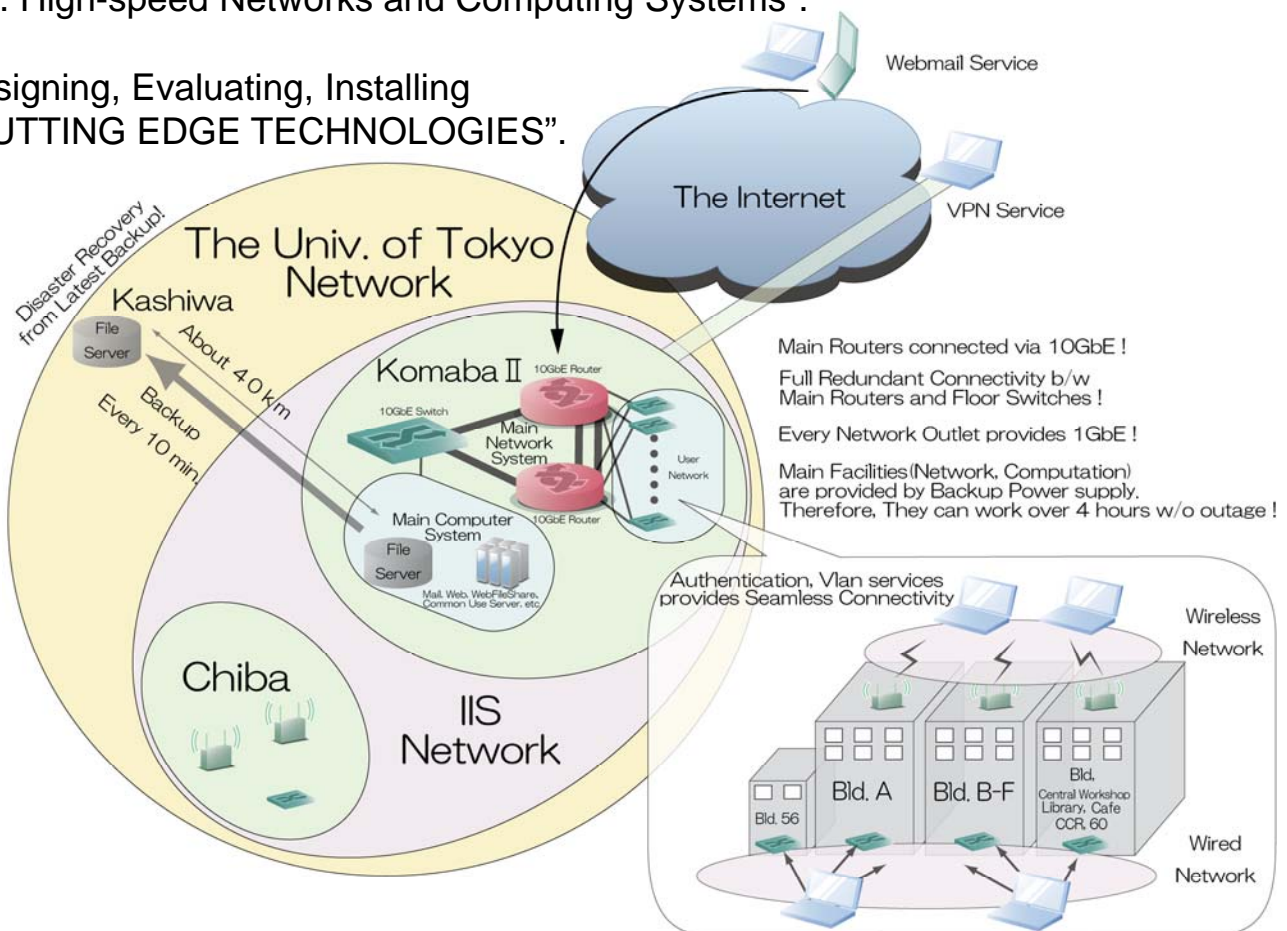 . High-speed Networks and Computing Systems”.
signing, Evaluating, Installing
UTTING EDGE TECHNOLOGIES”.
Webmail Service
The Internet
VPN Service
Disaster Recovery
from Latest Backup!
The Univ. of Tokyo
Network
Kashiwa
File
Server
About 40 km
Backup
Every 10 min.
Komaba II
10GbE Router
10GbE Switch
Main
Network
System
User
Network
10GbE Router
Main Computer
System
File
Server
Mail, Web, WebFileShare,
Common Use Server, etc
Chiba
IIS
Network
Main Routers connected via 10GbE !
Full Redundant Connectivity b/w
Main Routers and Floor Switches !
Every Network Outlet provides 1GbE !
Main Facilities(Network, Computation)
are provided by Backup Power supply.
Therefore, They can work over 4 hours w/o outage !
Authentication, Vlan services
provides Seamless Connectivity
Wireless
Network
Bld. 56
Bld. A
Bld. B-F
Bld,
Central Workshop
Library, Cafe
CCR, 60
Wired
Network